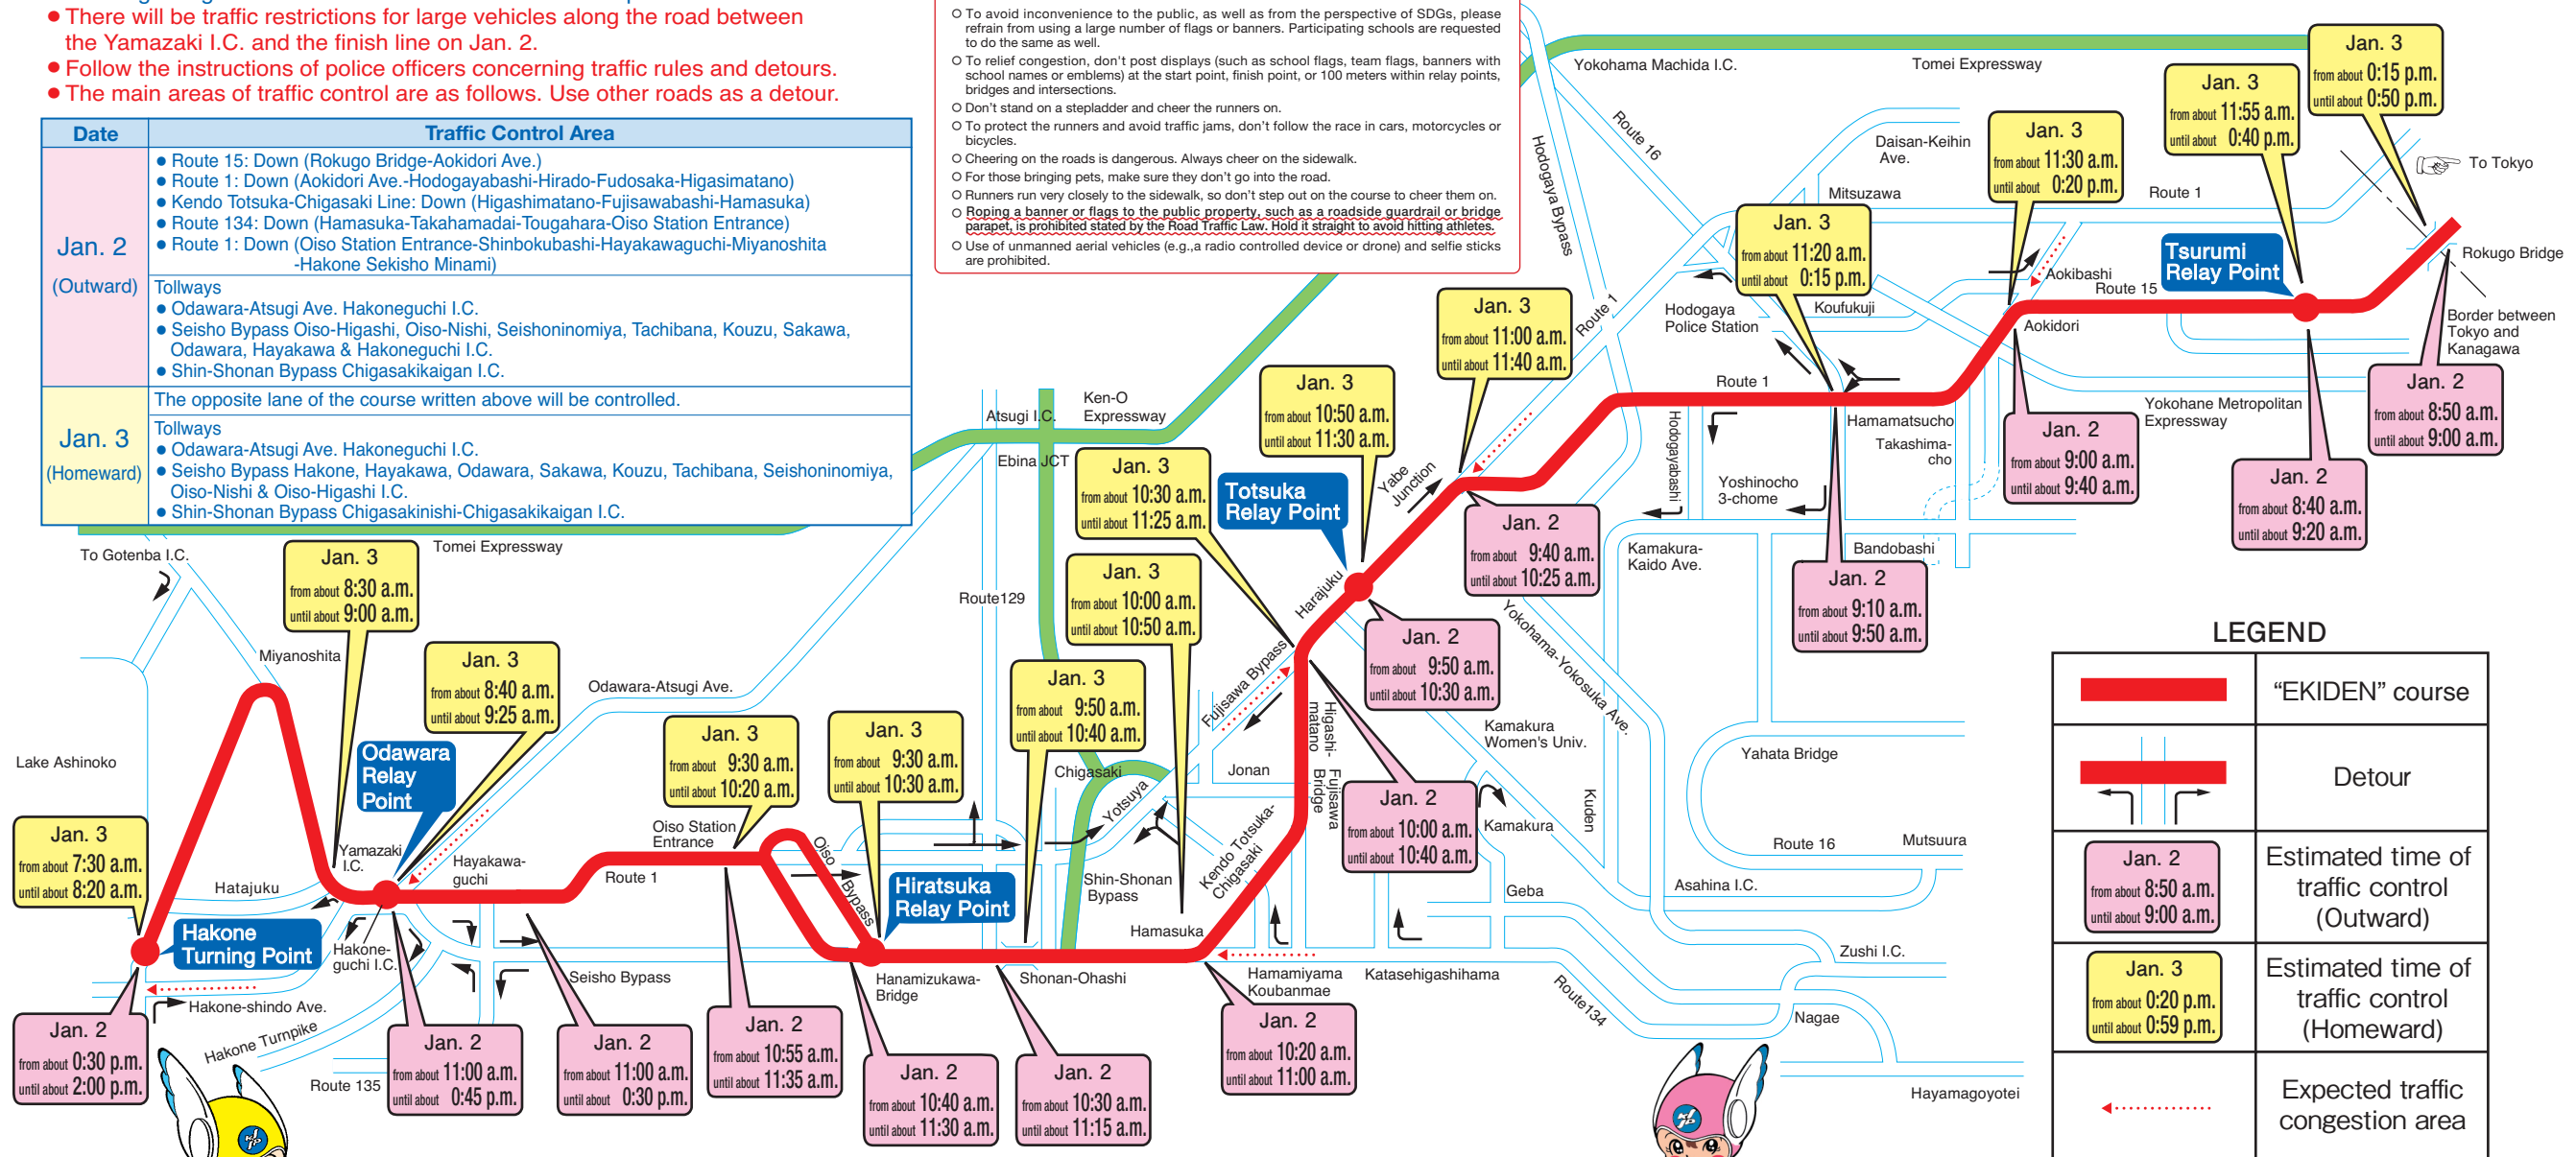 ● There will be traffic restrictions for large vehicles along the road between
the Yamazaki I.C. and the finish line on Jan. 2.
● Follow the instructions of police officers concerning traffic rules and detours.
● The main areas of traffic control are as follows. Use other roads as a detour.
Date
Traffic Control Area
Jan. 2
(Outward)
● Route 15: Down (Rokugo Bridge-Aokidori Ave.)
● Route 1: Down (Aokidori Ave.-Hodogayabashi-Hirado-Fudosaka-Higasimatano)
● Kendo Totsuka-Chigasaki Line: Down (Higashimatano-Fujisawabashi-Hamasuka)
● Route 134: Down (Hamasuka-Takahamadai-Tougahara-Oiso Station Entrance)
● Route 1: Down (Oiso Station Entrance-Shinbokubashi-Hayakawaguchi-Miyanoshita
-Hakone Sekisho Minami)
Tollways
● Odawara-Atsugi Ave. Hakoneguchi I.C.
● Seisho Bypass Oiso-Higashi, Oiso-Nishi, Seishoninomiya, Tachibana, Kouzu, Sakawa,
Odawara, Hayakawa & Hakoneguchi I.C.
● Shin-Shonan Bypass Chigasakikaigan I.C.
Jan. 3
(Homeward)
The opposite lane of the course written above will be controlled.
Tollways
● Odawara-Atsugi Ave. Hakoneguchi I.C.
● Seisho Bypass Hakone, Hayakawa, Odawara, Sakawa, Kouzu, Tachibana, Seishoninomiya,
Oiso-Nishi & Oiso-Higashi I.C.
● Shin-Shonan Bypass Chigasakinishi-Chigasakikaigan I.C.
○ To avoid inconvenience to the public, as well as from the perspective of SDGs, please
refrain from using a large number of flags or banners. Participating schools are requested
to do the same as well.
○ To relief congestion, don't post displays (such as school flags, team flags, banners with
school names or emblems) at the start point, finish point, or 100 meters within relay points,
bridges and intersections.
○ Don't stand on a stepladder and cheer the runners on.
○ To protect the runners and avoid traffic jams, don't follow the race in cars, motorcycles or
bicycles.
○ Cheering on the roads is dangerous. Always cheer on the sidewalk.
○ For those bringing pets, make sure they don't go into the road.
○ Runners run very closely to the sidewalk, so don't step out on the course to cheer them on.
○ Roping a banner or flags to the public property, such as a roadside guardrail or bridge
parapet, is prohibited stated by the Road Traffic Law. Hold it straight to avoid hitting athletes.
○ Use of unmanned aerial vehicles (e.g.,a radio controlled device or drone) and selfie sticks
are prohibited.
Yokohama Machida I.C.
Tomei Expressway
Route 16
Hodogaya Bypass
Daisan-Keihin
Ave.
Mitsuzawa
Route 1
To Tokyo
Jan. 3
from about 0:15 p.m.
until about 0:50 p.m.
Jan. 3
from about 11:55 a.m.
until about 0:40 p.m.
Jan. 3
from about 11:30 a.m.
until about 0:20 p.m.
Jan. 3
from about 11:20 a.m.
until about 0:15 p.m.
Jan. 3
from about 11:00 a.m.
until about 11:40 a.m.
Jan. 3
from about 10:50 a.m.
until about 11:30 a.m.
Jan. 3
from about 10:30 a.m.
until about 11:25 a.m.
Jan. 3
from about 10:00 a.m.
until about 10:50 a.m.
Jan. 3
from about 9:50 a.m.
until about 10:40 a.m.
Jan. 3
from about 9:30 a.m.
until about 10:30 a.m.
Jan. 3
from about 9:30 a.m.
until about 10:20 a.m.
Jan. 3
from about 8:40 a.m.
until about 9:25 a.m.
Jan. 3
from about 8:30 a.m.
until about 9:00 a.m.
Jan. 3
from about 7:30 a.m.
until about 8:20 a.m.
Tsurumi
Relay Point
Rokugo Bridge
Aokibashi
Route 15
Aokidori
Koufukuji
Hodogaya
Police Station
Route 1
Border between
Tokyo and
Kanagawa
Route 1
Hamamatsucho
Takashima-
cho
Yokohane Metropolitan
Expressway
Hodogayabashi
Yoshinocho
3-chome
Bandobashi
Kamakura-
Kaido Ave.
Jan. 2
from about 8:50 a.m.
until about 9:00 a.m.
Jan. 2
from about 8:40 a.m.
until about 9:20 a.m.
Jan. 2
from about 9:00 a.m.
until about 9:40 a.m.
Jan. 2
from about 9:10 a.m.
until about 9:50 a.m.
Jan. 2
from about 9:40 a.m.
until about 10:25 a.m.
Jan. 2
from about 9:50 a.m.
until about 10:30 a.m.
Jan. 2
from about 10:00 a.m.
until about 10:40 a.m.
Jan. 2
from about 10:20 a.m.
until about 11:00 a.m.
Jan. 2
from about 10:30 a.m.
until about 11:15 a.m.
Jan. 2
from about 10:40 a.m.
until about 11:30 a.m.
Jan. 2
from about 10:55 a.m.
until about 11:35 a.m.
Jan. 2
from about 11:00 a.m.
until about 0:30 p.m.
Jan. 2
from about 11:00 a.m.
until about 0:45 p.m.
Jan. 2
from about 0:30 p.m.
until about 2:00 p.m.
Atsugi I.C.
Ken-O
Expressway
Ebina JCT
Route129
Totsuka
Relay Point
Yabe
Junction
Harajuku
Fujisawa Bypass
Higashi-
matano
Fujisawa
Bridge
Yokohama-Yokosuka Ave.
Kamakura
Women's Univ.
Kamakura
Kuden
Geba
Yahata Bridge
Route 16
Mutsuura
Asahina I.C.
Zushi I.C.
Nagae
Hayamagoyotei
Route134
Katasehigashihama
Hamamiyama
Koubanmae
Hamasuka
Kendo Totsuka-
Chigasaki
Jonan
Yotsuya
Chigasaki
Shin-Shonan
Bypass
Shonan-Ohashi
Hanamizukawa-
Bridge
Hiratsuka
Relay Point
Oiso
Bypass
Oiso Station
Entrance
Route 1
Seisho Bypass
Hayakawa-
guchi
Odawara-Atsugi Ave.
Odawara
Relay
Point
Yamazaki
I.C.
Hakone-
guchi I.C.
Tomei Expressway
To Gotenba I.C.
Miyanoshita
Lake Ashinoko
Hatajuku
Hakone
Turning Point
Hakone-shindo Ave.
Hakone Turnpike
Route 135
LEGEND
"EKIDEN" course
Detour
Jan. 2
from about 8:50 a.m.
until about 9:00 a.m.
Estimated time of
traffic control
(Outward)
Jan. 3
from about 0:20 p.m.
until about 0:59 p.m.
Estimated time of
traffic control
(Homeward)
Expected traffic
congestion area